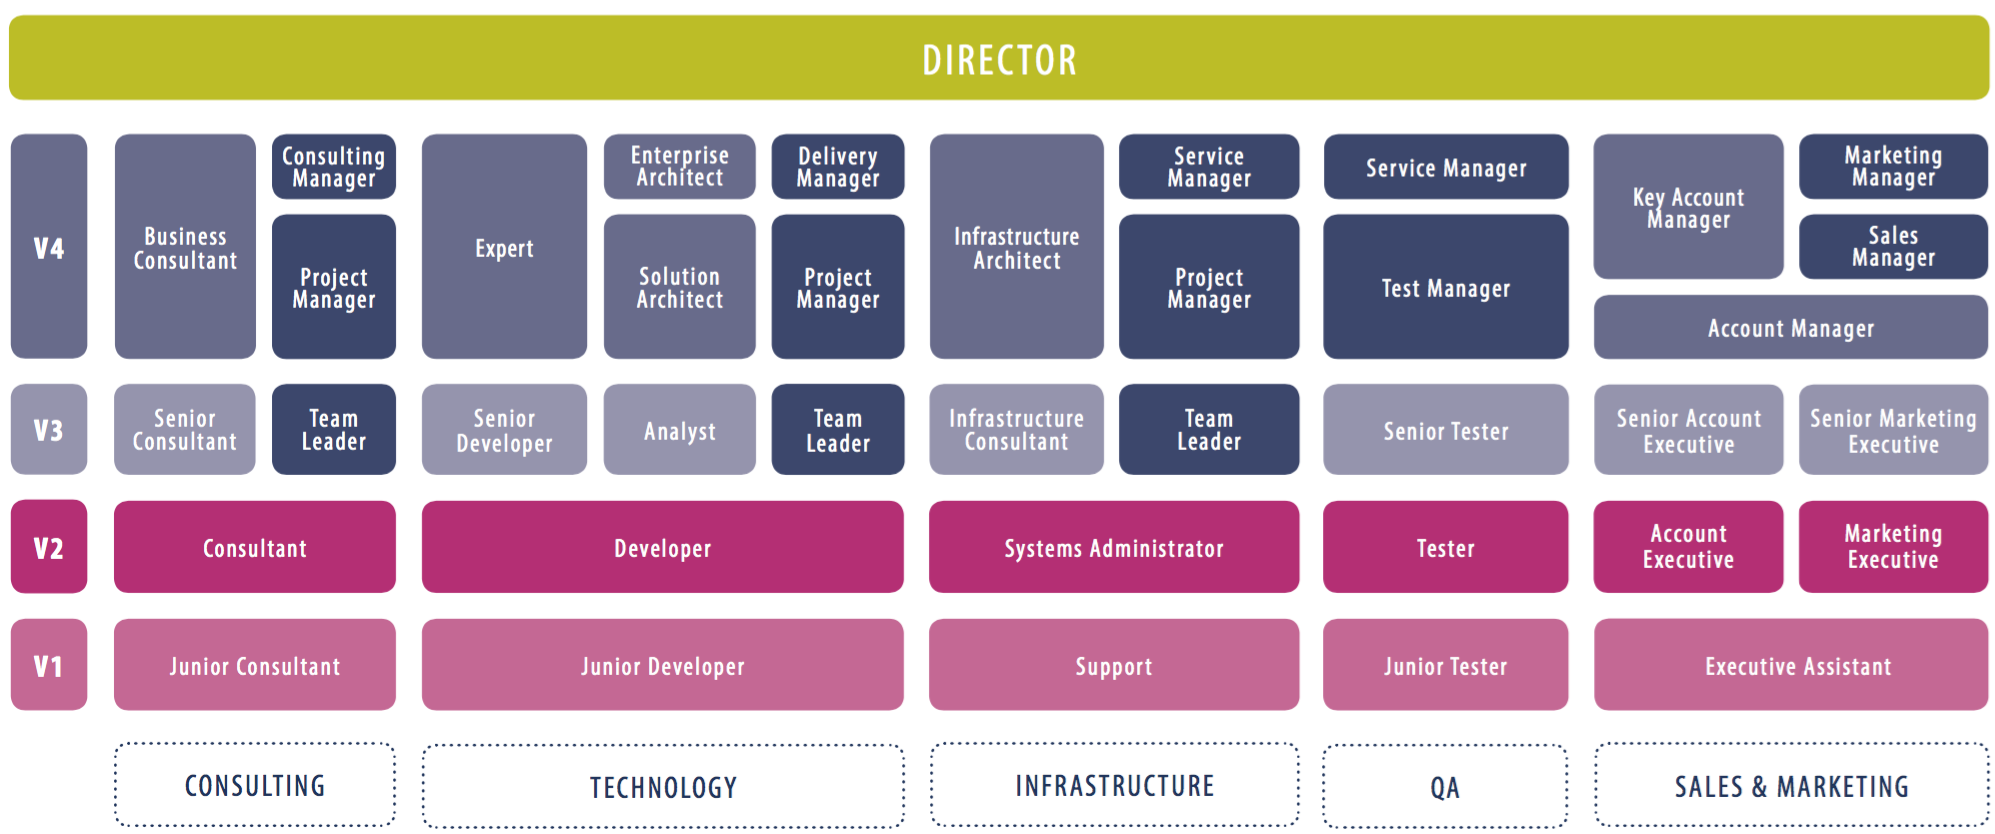 DIRECTOR
V4
Business
Consultant
Consulting
Manager
Project
Manager
Expert
Enterprise
Architect
Solution
Architect
Delivery
Manager
Project
Manager
Infrastructure
Architect
Service
Manager
Project
Manager
Service Manager
Test Manager
Key Account
Manager
Marketing
Manager
Sales
Manager
Account Manager
V3
Senior
Consultant
Team
Leader
Senior
Developer
Analyst
Team
Leader
Infrastructure
Consultant
Team
Leader
Senior Tester
Senior Account
Executive
Senior Marketing
Executive
V2
Consultant
Developer
Systems Administrator
Tester
Account
Executive
Marketing
Executive
V1
Junior Consultant
Junior Developer
Support
Junior Tester
Executive Assistant
CONSULTING
TECHNOLOGY
INFRASTRUCTURE
QA
SALES & MARKETING